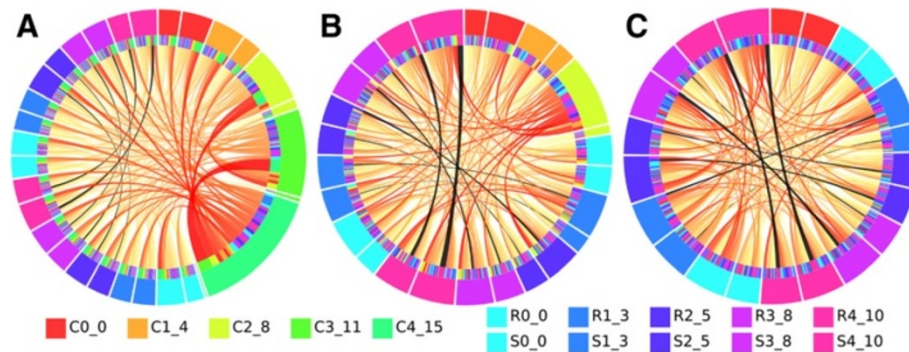 A B C
C0_0 C1_4 C2_8 C3_11 C4_15
R0_0 R1_3 R2_5 R3_8 R4_10
S0_0 S1_3 S2_5 S3_8 S4_10